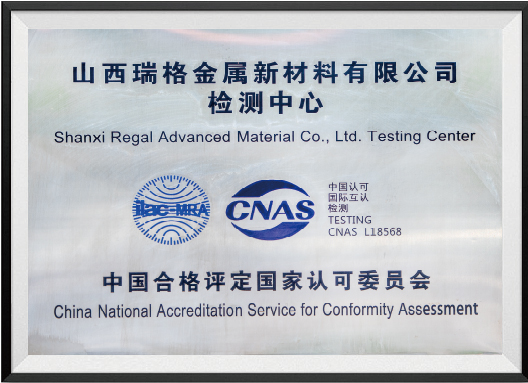 山西瑞格金属新材料有限公司
检测中心
Shanxi Regal Advanced Material Co., Ltd. Testing Center
ilac-MRA
CNAS
中国认可
国际互认
检测
TESTING
CNAS L18568
中国合格评定国家认可委员会
China National Accreditation Service for Conformity Assessment